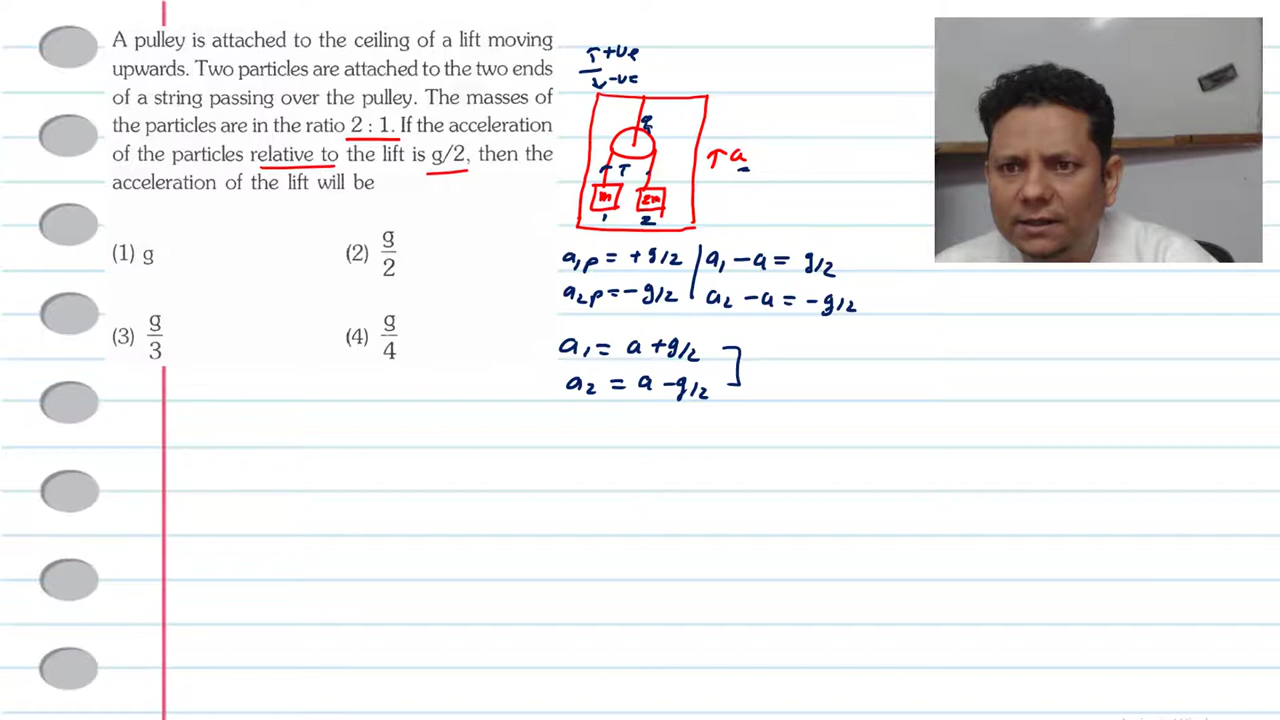 A pulley is attached to the ceiling of a lift moving
upwards. Two particles are attached to the two ends
of a string passing over the pulley. The masses of
the particles are in the ratio 2 : 1. If the acceleration
of the particles relative to the lift is g/2, then the
acceleration of the lift will be
(1) g
(2) g/2
(3) g/3
(4) g/4
↑ +ve
↓ -ve
T
m
2m
1
2
↑ a
a₁p = +g/2 | a₁ - a = g/2
a₂p = -g/2 | a₂ - a = -g/2
a₁ = a + g/2
a₂ = a - g/2